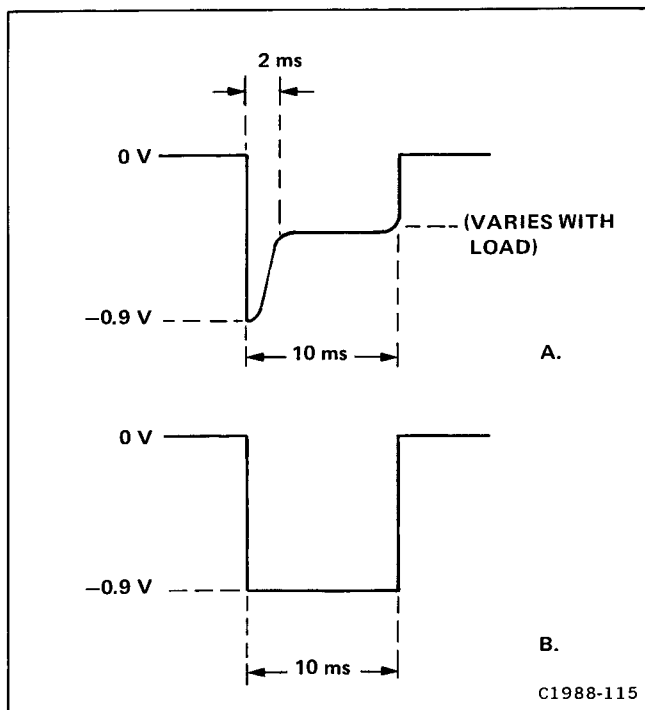 2 ms
0 V
(VARIES WITH
LOAD)
−0.9 V
10 ms
A.
0 V
−0.9 V
10 ms
B.
C1988-115